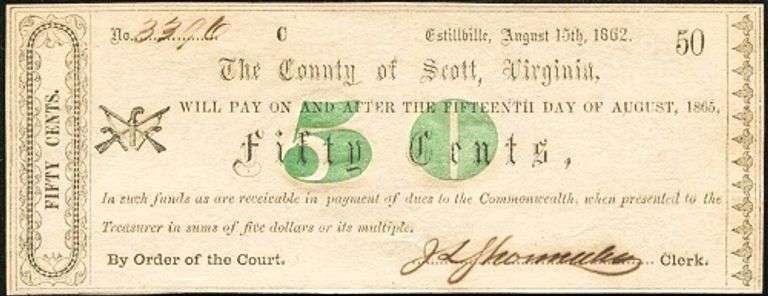 No. 3396 C Estillville, August 15th, 1862. 50
The County of Scott, Virginia,
WILL PAY ON AND AFTER THE FIFTEENTH DAY OF AUGUST, 1865,
50
Fifty Cents,
In such funds as are receivable in payment of dues to the Commonwealth, when presented to the
Treasurer in sums of five dollars or its multiple.
By Order of the Court. Clerk.
FIFTY CENTS.